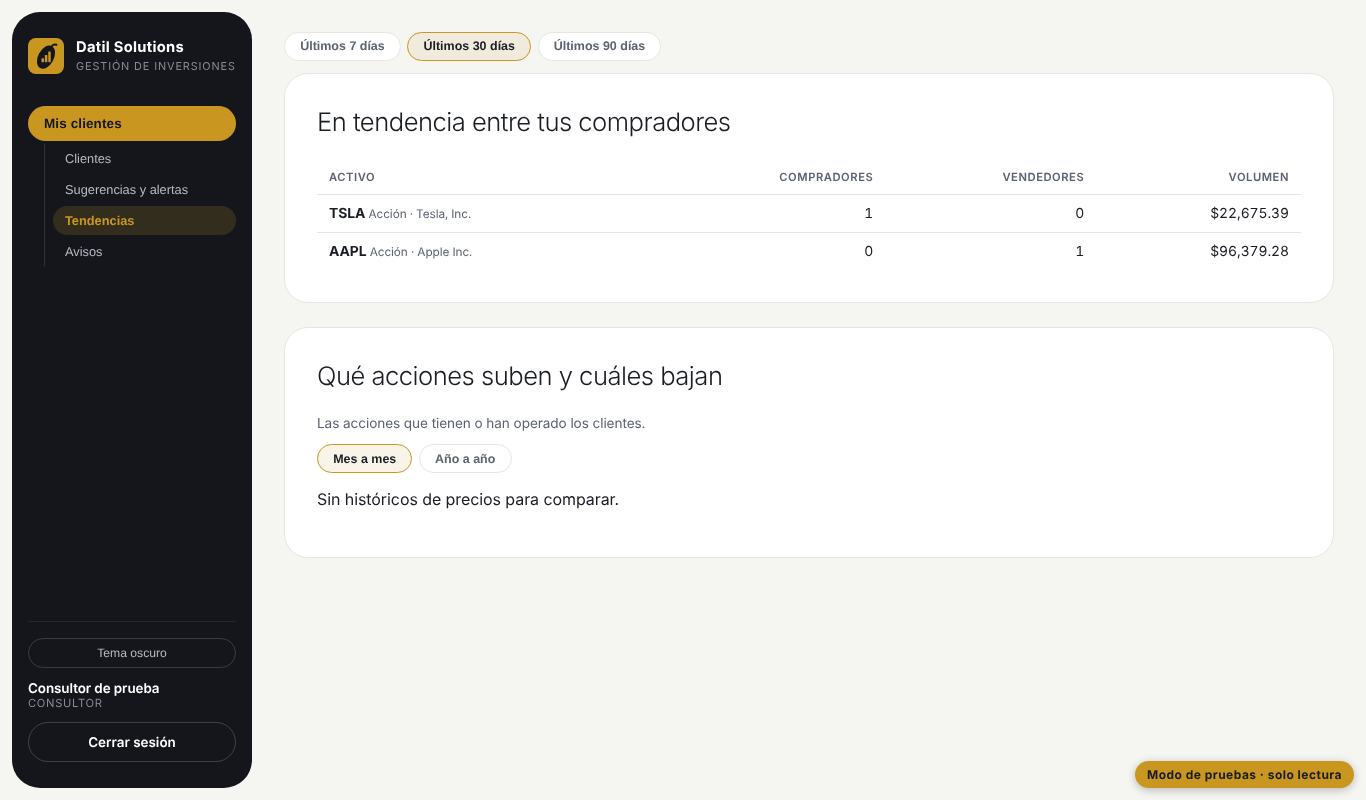 Datil Solutions
GESTIÓN DE INVERSIONES
Mis clientes
Clientes
Sugerencias y alertas
Tendencias
Avisos
Tema oscuro
Consultor de prueba
CONSULTOR
Cerrar sesión
Últimos 7 días Últimos 30 días Últimos 90 días
En tendencia entre tus compradores
ACTIVO COMPRADORES VENDEDORES VOLUMEN
TSLA Acción · Tesla, Inc. 1 0 $22,675.39
AAPL Acción · Apple Inc. 0 1 $96,379.28
Qué acciones suben y cuáles bajan
Las acciones que tienen o han operado los clientes.
Mes a mes Año a año
Sin históricos de precios para comparar.
Modo de pruebas · solo lectura